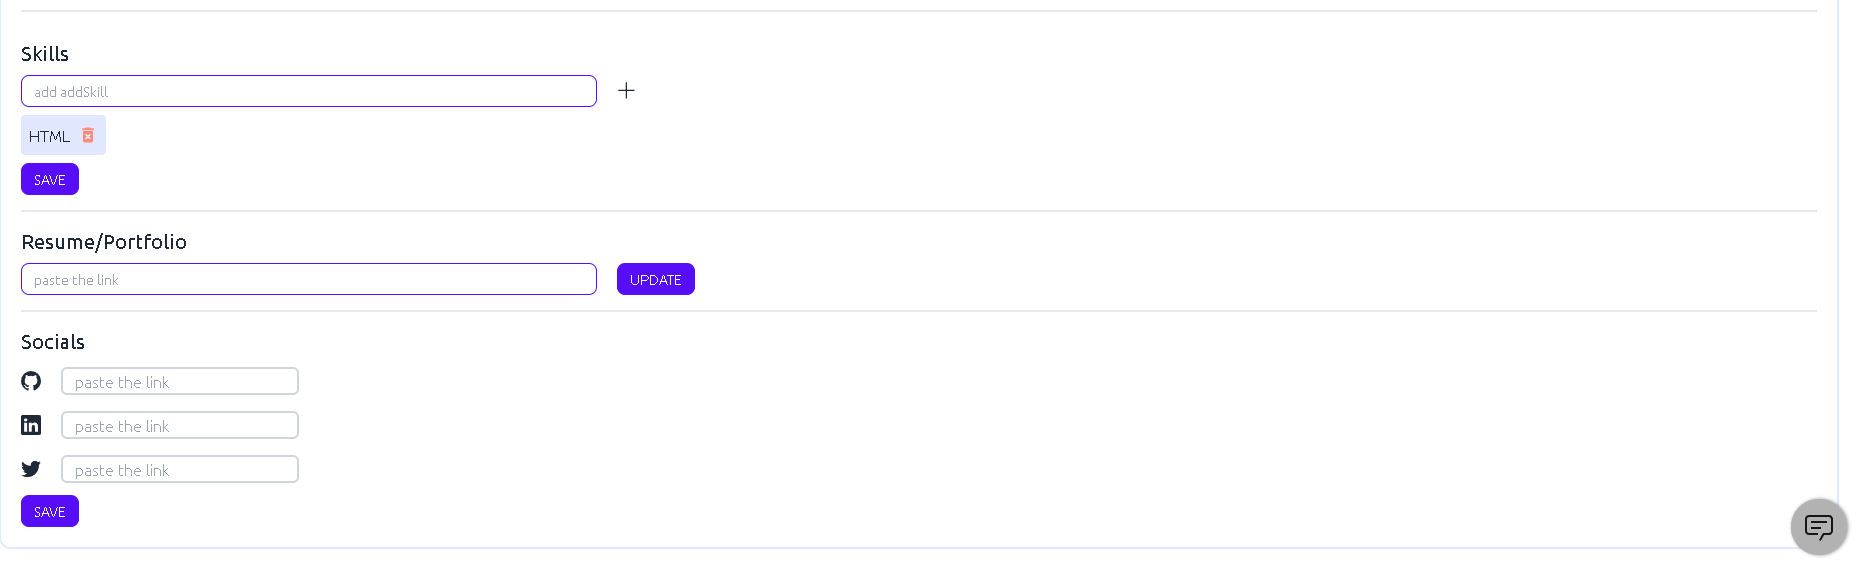 Skills
add addSkill
HTML
SAVE
Resume/Portfolio
paste the link
UPDATE
Socials
paste the link
in
paste the link
paste the link
SAVE